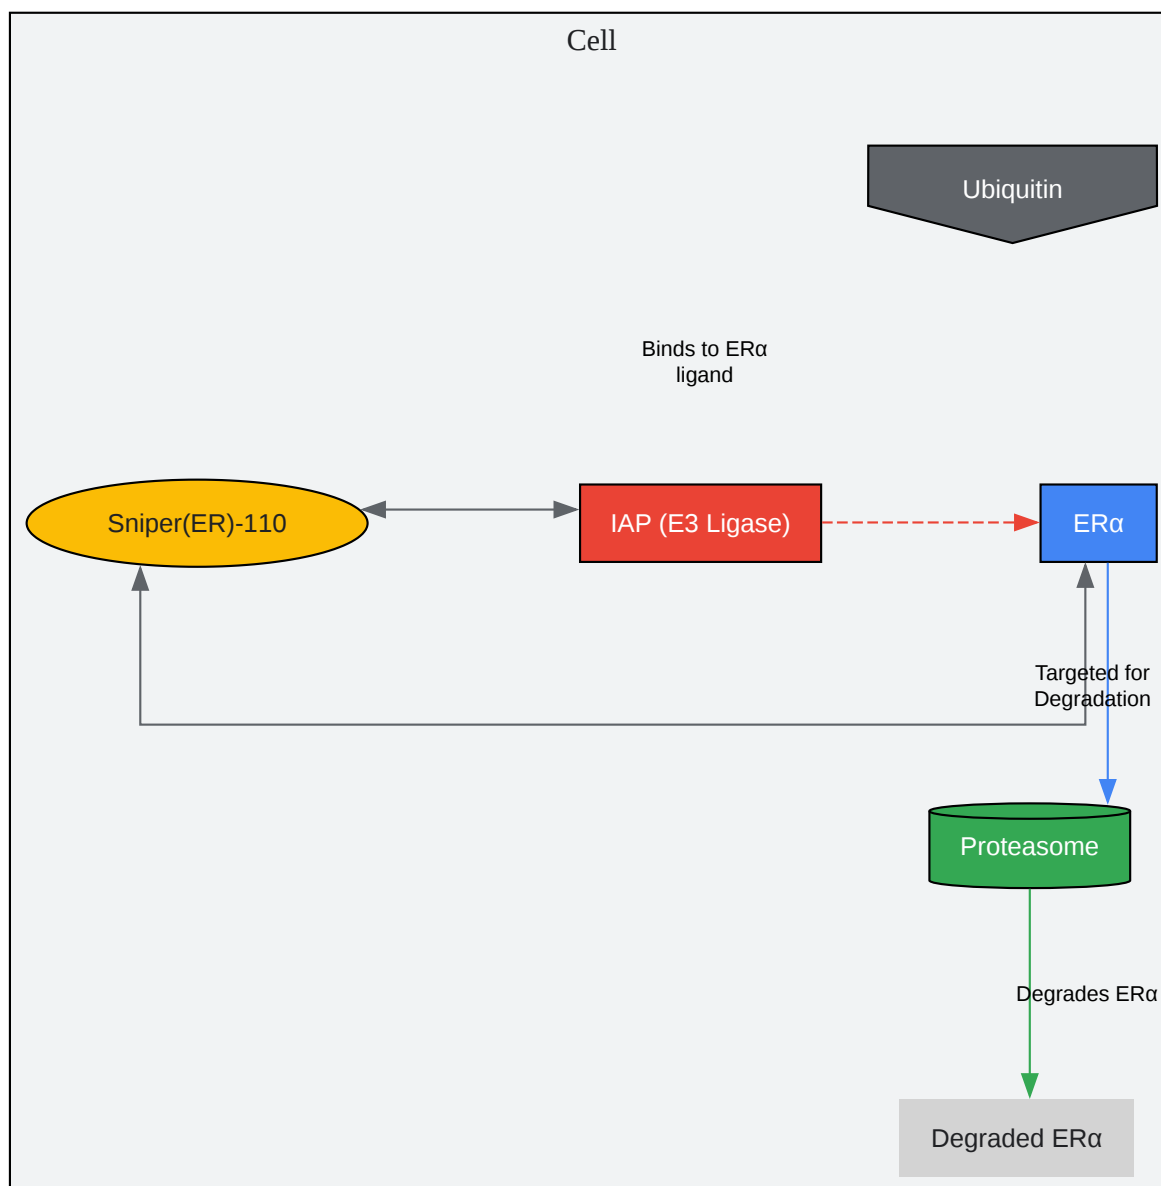 Cell
Ubiquitin
Binds to ERα
ligand
Sniper(ER)-110
IAP (E3 Ligase)
ERα
Targeted for
Degradation
Proteasome
Degrades ERα
Degraded ERα